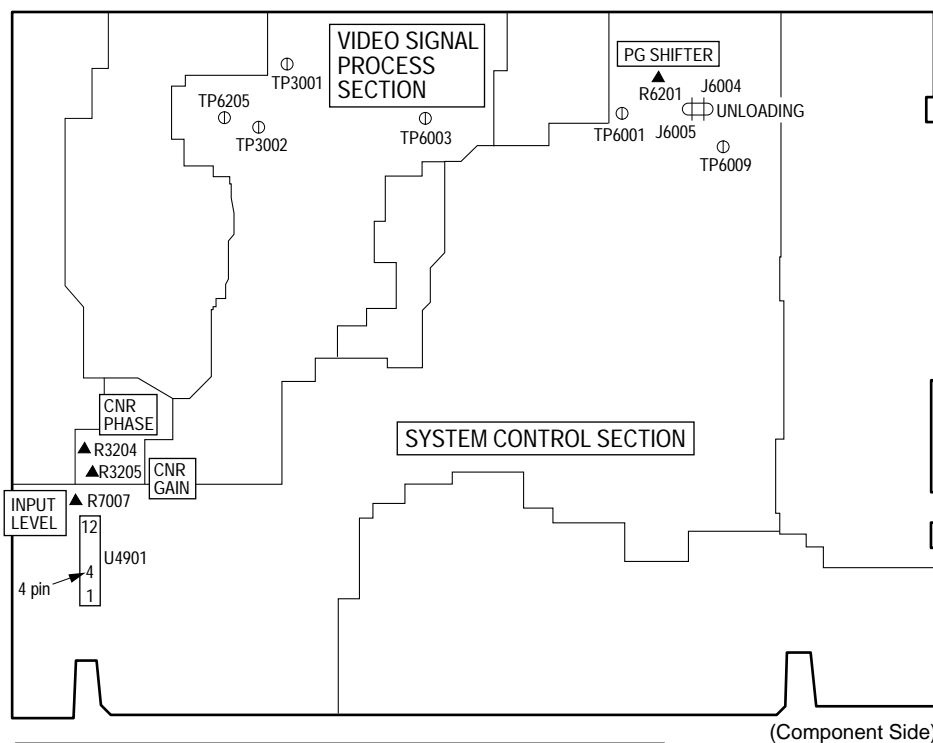 VIDEO SIGNAL
PROCESS
SECTION
PG SHIFTER
TP3001
R6201
J6004
TP6205
UNLOADING
TP3002
TP6003
TP6001
J6005
TP6009
CNR
PHASE
R3204
SYSTEM CONTROL SECTION
R3205
CNR
GAIN
INPUT
LEVEL
R7007
12
U4901
4
4 pin
1
(Component Side)